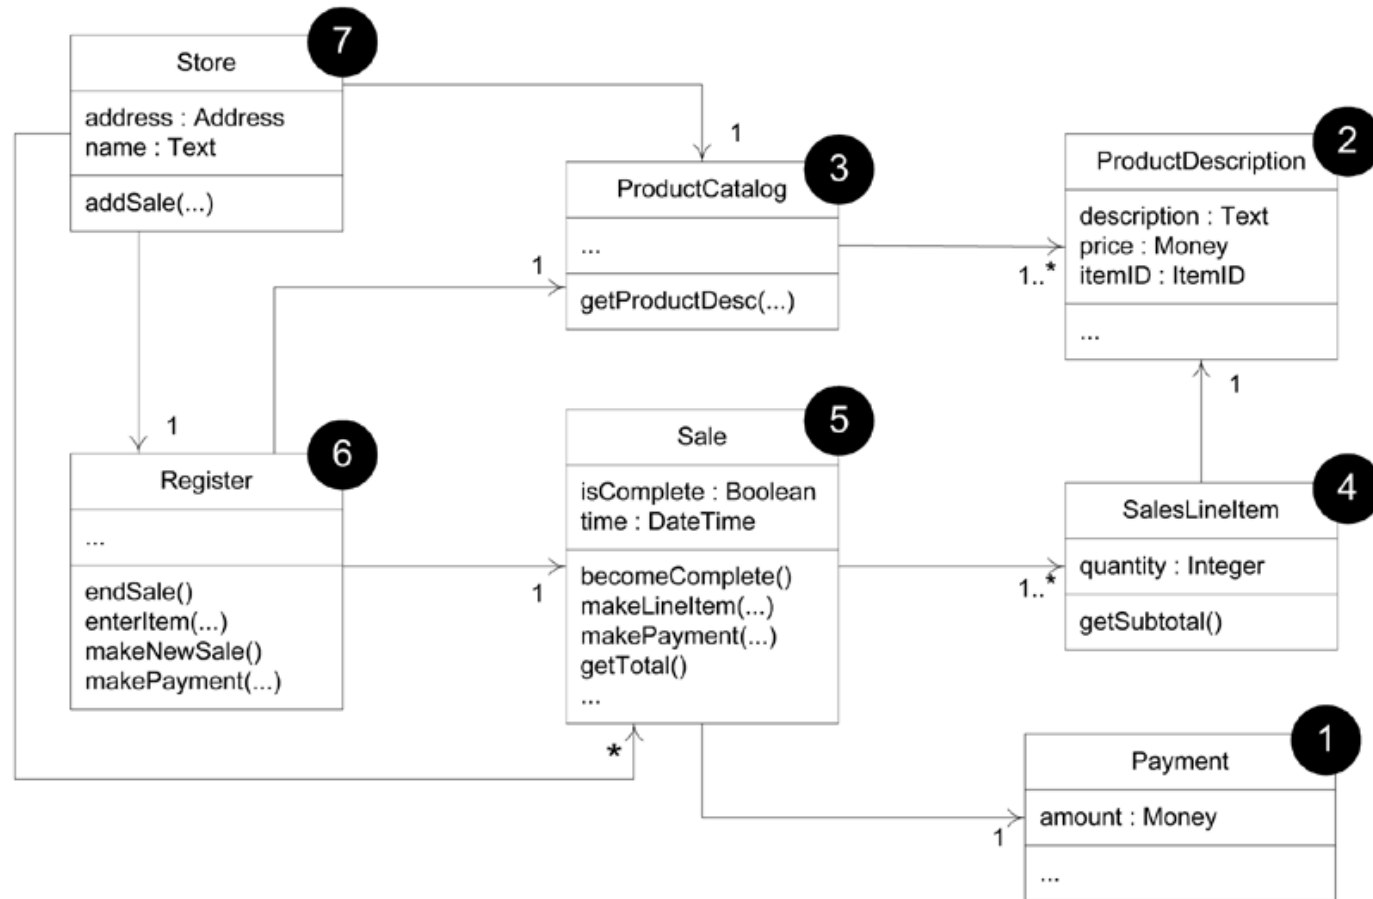 7
Store
address : Address
name : Text
addSale(...)
1
3
ProductCatalog
...
getProductDesc(...)
1
2
ProductDescription
description : Text
price : Money
itemID : ItemID
...
1..*
1
1
6
Register
...
endSale()
enterItem(...)
makeNewSale()
makePayment(...)
5
Sale
isComplete : Boolean
time : DateTime
becomeComplete()
makeLineItem(...)
makePayment(...)
getTotal()
...
1
*
4
SalesLineItem
quantity : Integer
getSubtotal()
1..*
1
Payment
amount : Money
...
1